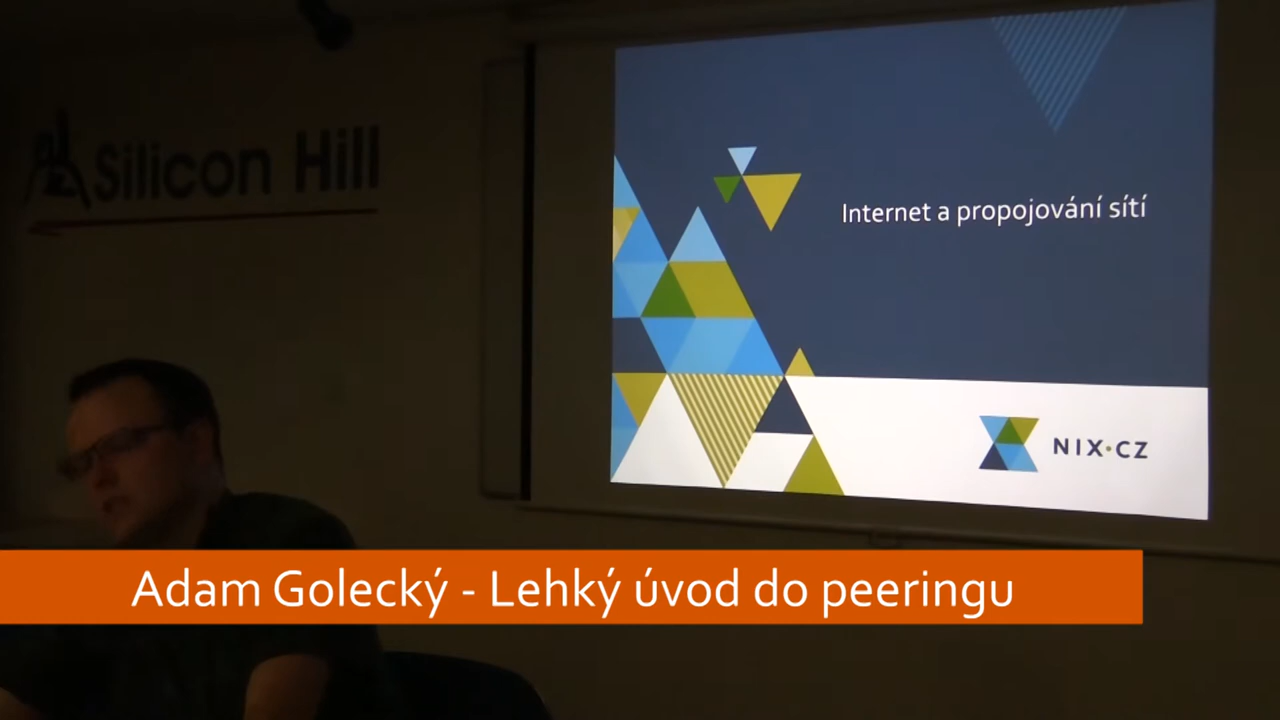 Silicon Hill
Internet a propojování sítí
NIX.CZ
Adam Golecký - Lehký úvod do peeringu